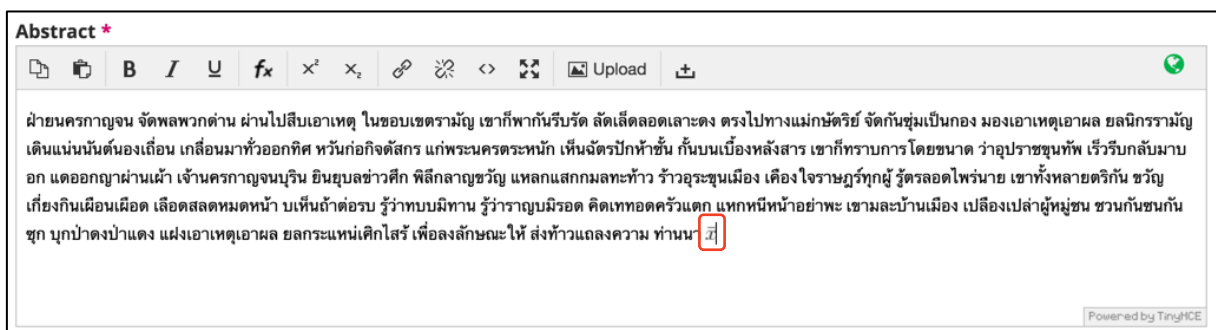 Abstract *
B I U fx x² x₂ <> Upload
ฝ่ายนครกาญจน จัดพลพวกด่าน ผ่านไปสืบเอาเหตุ ในขอบเขตรามัญ เขาก็พากันรีบรัด ลัดเล็ดลอดเลาะดง ตรงไปทางแม่กษัตริย์ จัดกันซุ่มเป็นกอง มองเอาเหตุเอาผล ยลนิกรรามัญ
เดินแน่นนันต์นองเถื่อน เกลื่อนมาทั่วออกทิศ หวันก่อกิจดัสกร แก่พระนครตระหนัก เห็นฉัตรปักห้าชั้น กั้นบนเบื้องหลังสาร เขาก็ทราบการโดยขนาด ว่าอุปราชขุนทัพ เร็วรีบกลับมาบ
อก แดออกญาผ่านเผ้า เจ้านครกาญจนบุริน ยินยุบลข่าวศึก พิลึกลาญขวัญ แหลกแสกกมลทะท้าว ร้าวอุระขุนเมือง เคืองใจราษฎร์ทุกผู้ รู้ตรลอดไพร่นาย เขาทั้งหลายตริกัน ขวัญ
เกี่ยงกินเผือนเผือด เลือดสลดหมดหน้า บเห็นถ้าต่อรบ รู้ว่าทบบมิทาน รู้ว่าราญบมิรอด คิดเททอดครัวแตก แหกหนีหน้าอย่าพะ เขามละบ้านเมือง เปลืองเปล่าผู้หมู่ชน ชวนกันซนกัน
ซุก บุกป่าดงป่าแดง แฝงเอาเหตุเอาผล ยลกระแหน่เศิกไสร้ เพื่อลงลักษณะให้ ส่งท้าวแถลงความ ท่านนา x̄
Powered by TinyMCE